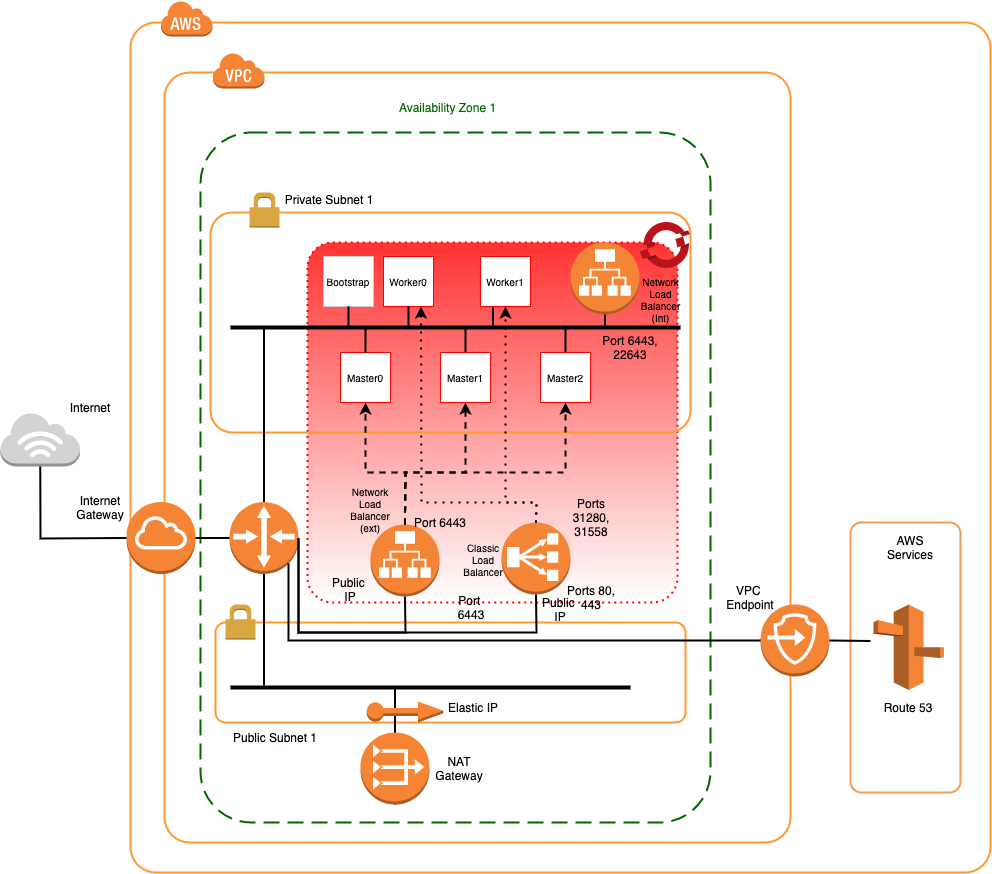 AWS
VPC
Availability Zone 1
Private Subnet 1
Bootstrap
Worker0
Worker1
Network
Load
Balancer
(Int)
Port 6443,
22643
Master0
Master1
Master2
Internet
Internet
Gateway
Network
Load
Balancer
(ext)
Port 6443
Ports
31280,
31558
Classic
Load
Balancer
Public
IP
Port
6443
Ports 80,
443
Public
IP
VPC
Endpoint
AWS
Services
Route 53
Elastic IP
Public Subnet 1
NAT
Gateway